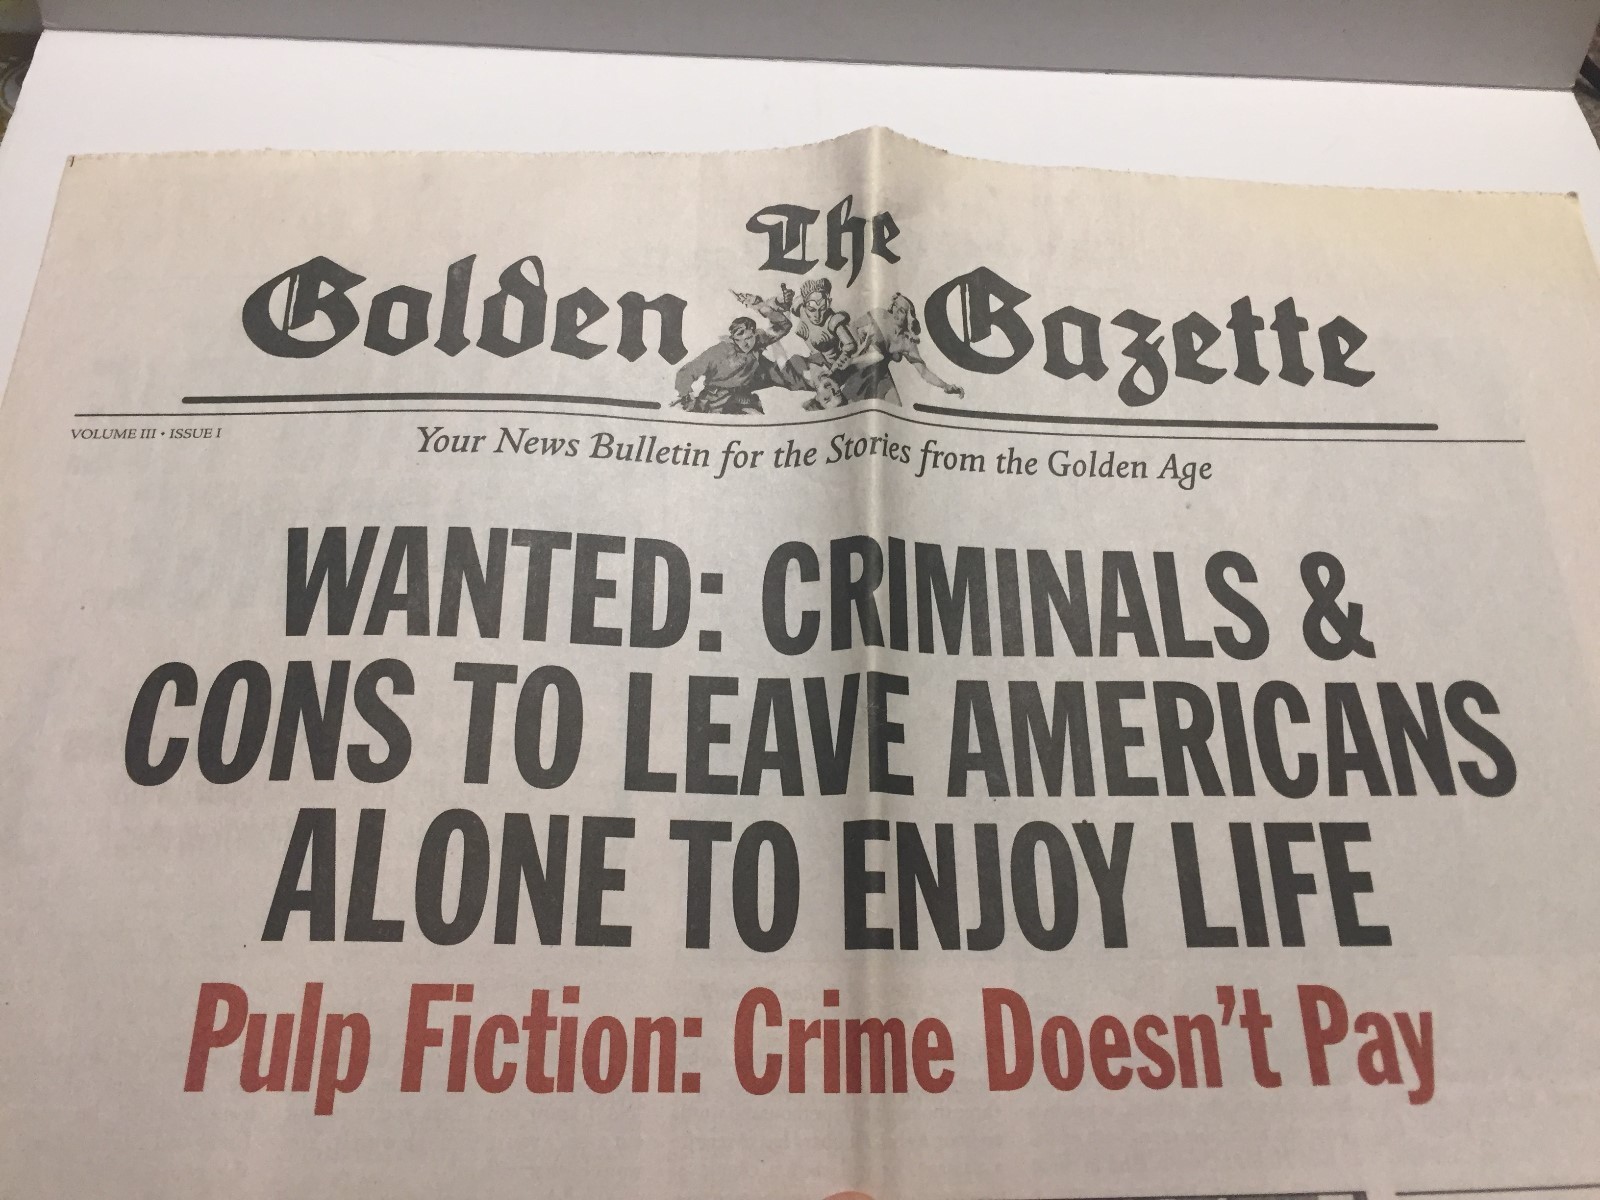 The
Golden Gazette
VOLUME III • ISSUE I
Your News Bulletin for the Stories from the Golden Age
WANTED: CRIMINALS &
CONS TO LEAVE AMERICANS
ALONE TO ENJOY LIFE
Pulp Fiction: Crime Doesn't Pay